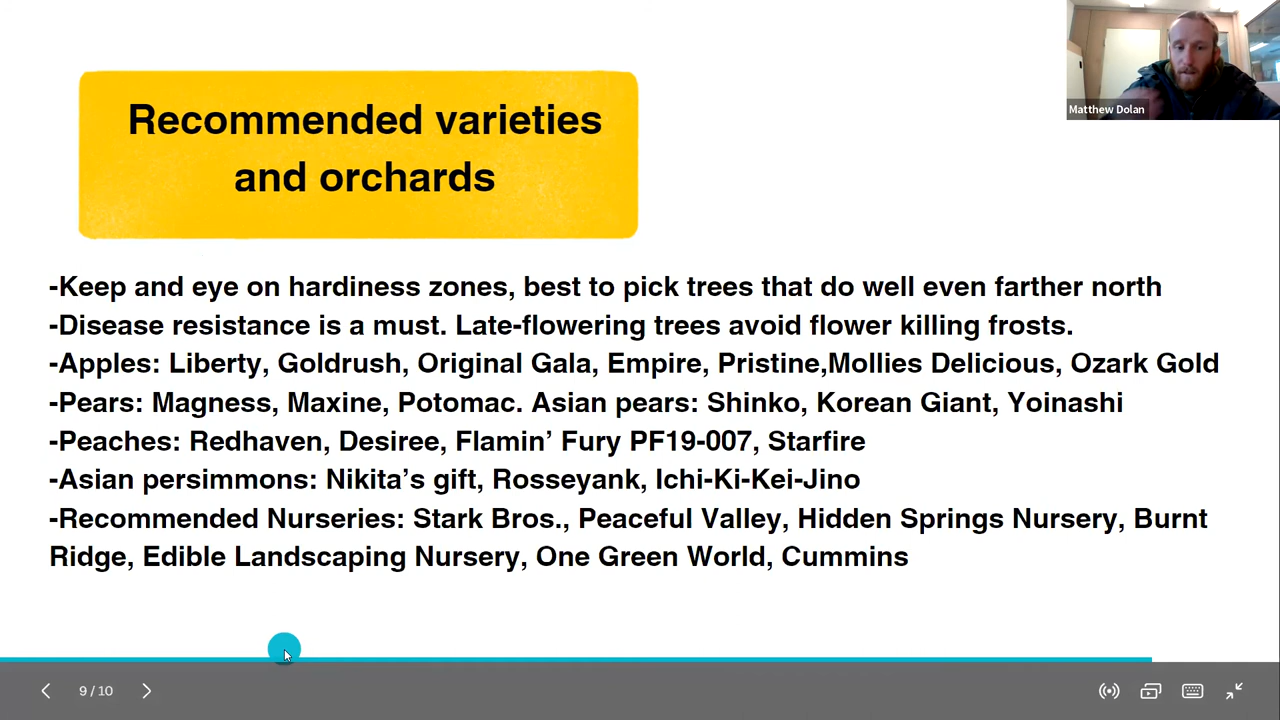 Matthew Dolan
Recommended varieties
and orchards
-Keep and eye on hardiness zones, best to pick trees that do well even farther north
-Disease resistance is a must. Late-flowering trees avoid flower killing frosts.
-Apples: Liberty, Goldrush, Original Gala, Empire, Pristine,Mollies Delicious, Ozark Gold
-Pears: Magness, Maxine, Potomac. Asian pears: Shinko, Korean Giant, Yoinashi
-Peaches: Redhaven, Desiree, Flamin’ Fury PF19-007, Starfire
-Asian persimmons: Nikita’s gift, Rosseyank, Ichi-Ki-Kei-Jino
-Recommended Nurseries: Stark Bros., Peaceful Valley, Hidden Springs Nursery, Burnt
Ridge, Edible Landscaping Nursery, One Green World, Cummins
9 / 10